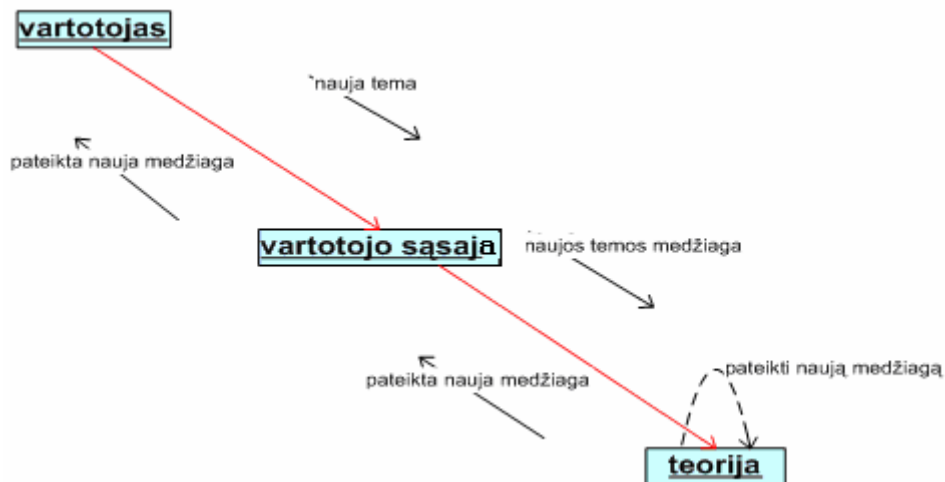 vartotojas
nauja tema
pateikta nauja medžiaga
vartotojo sąsaja
naujos temos medžiaga
pateikta nauja medžiaga
pateikti naują medžiagą
teorija